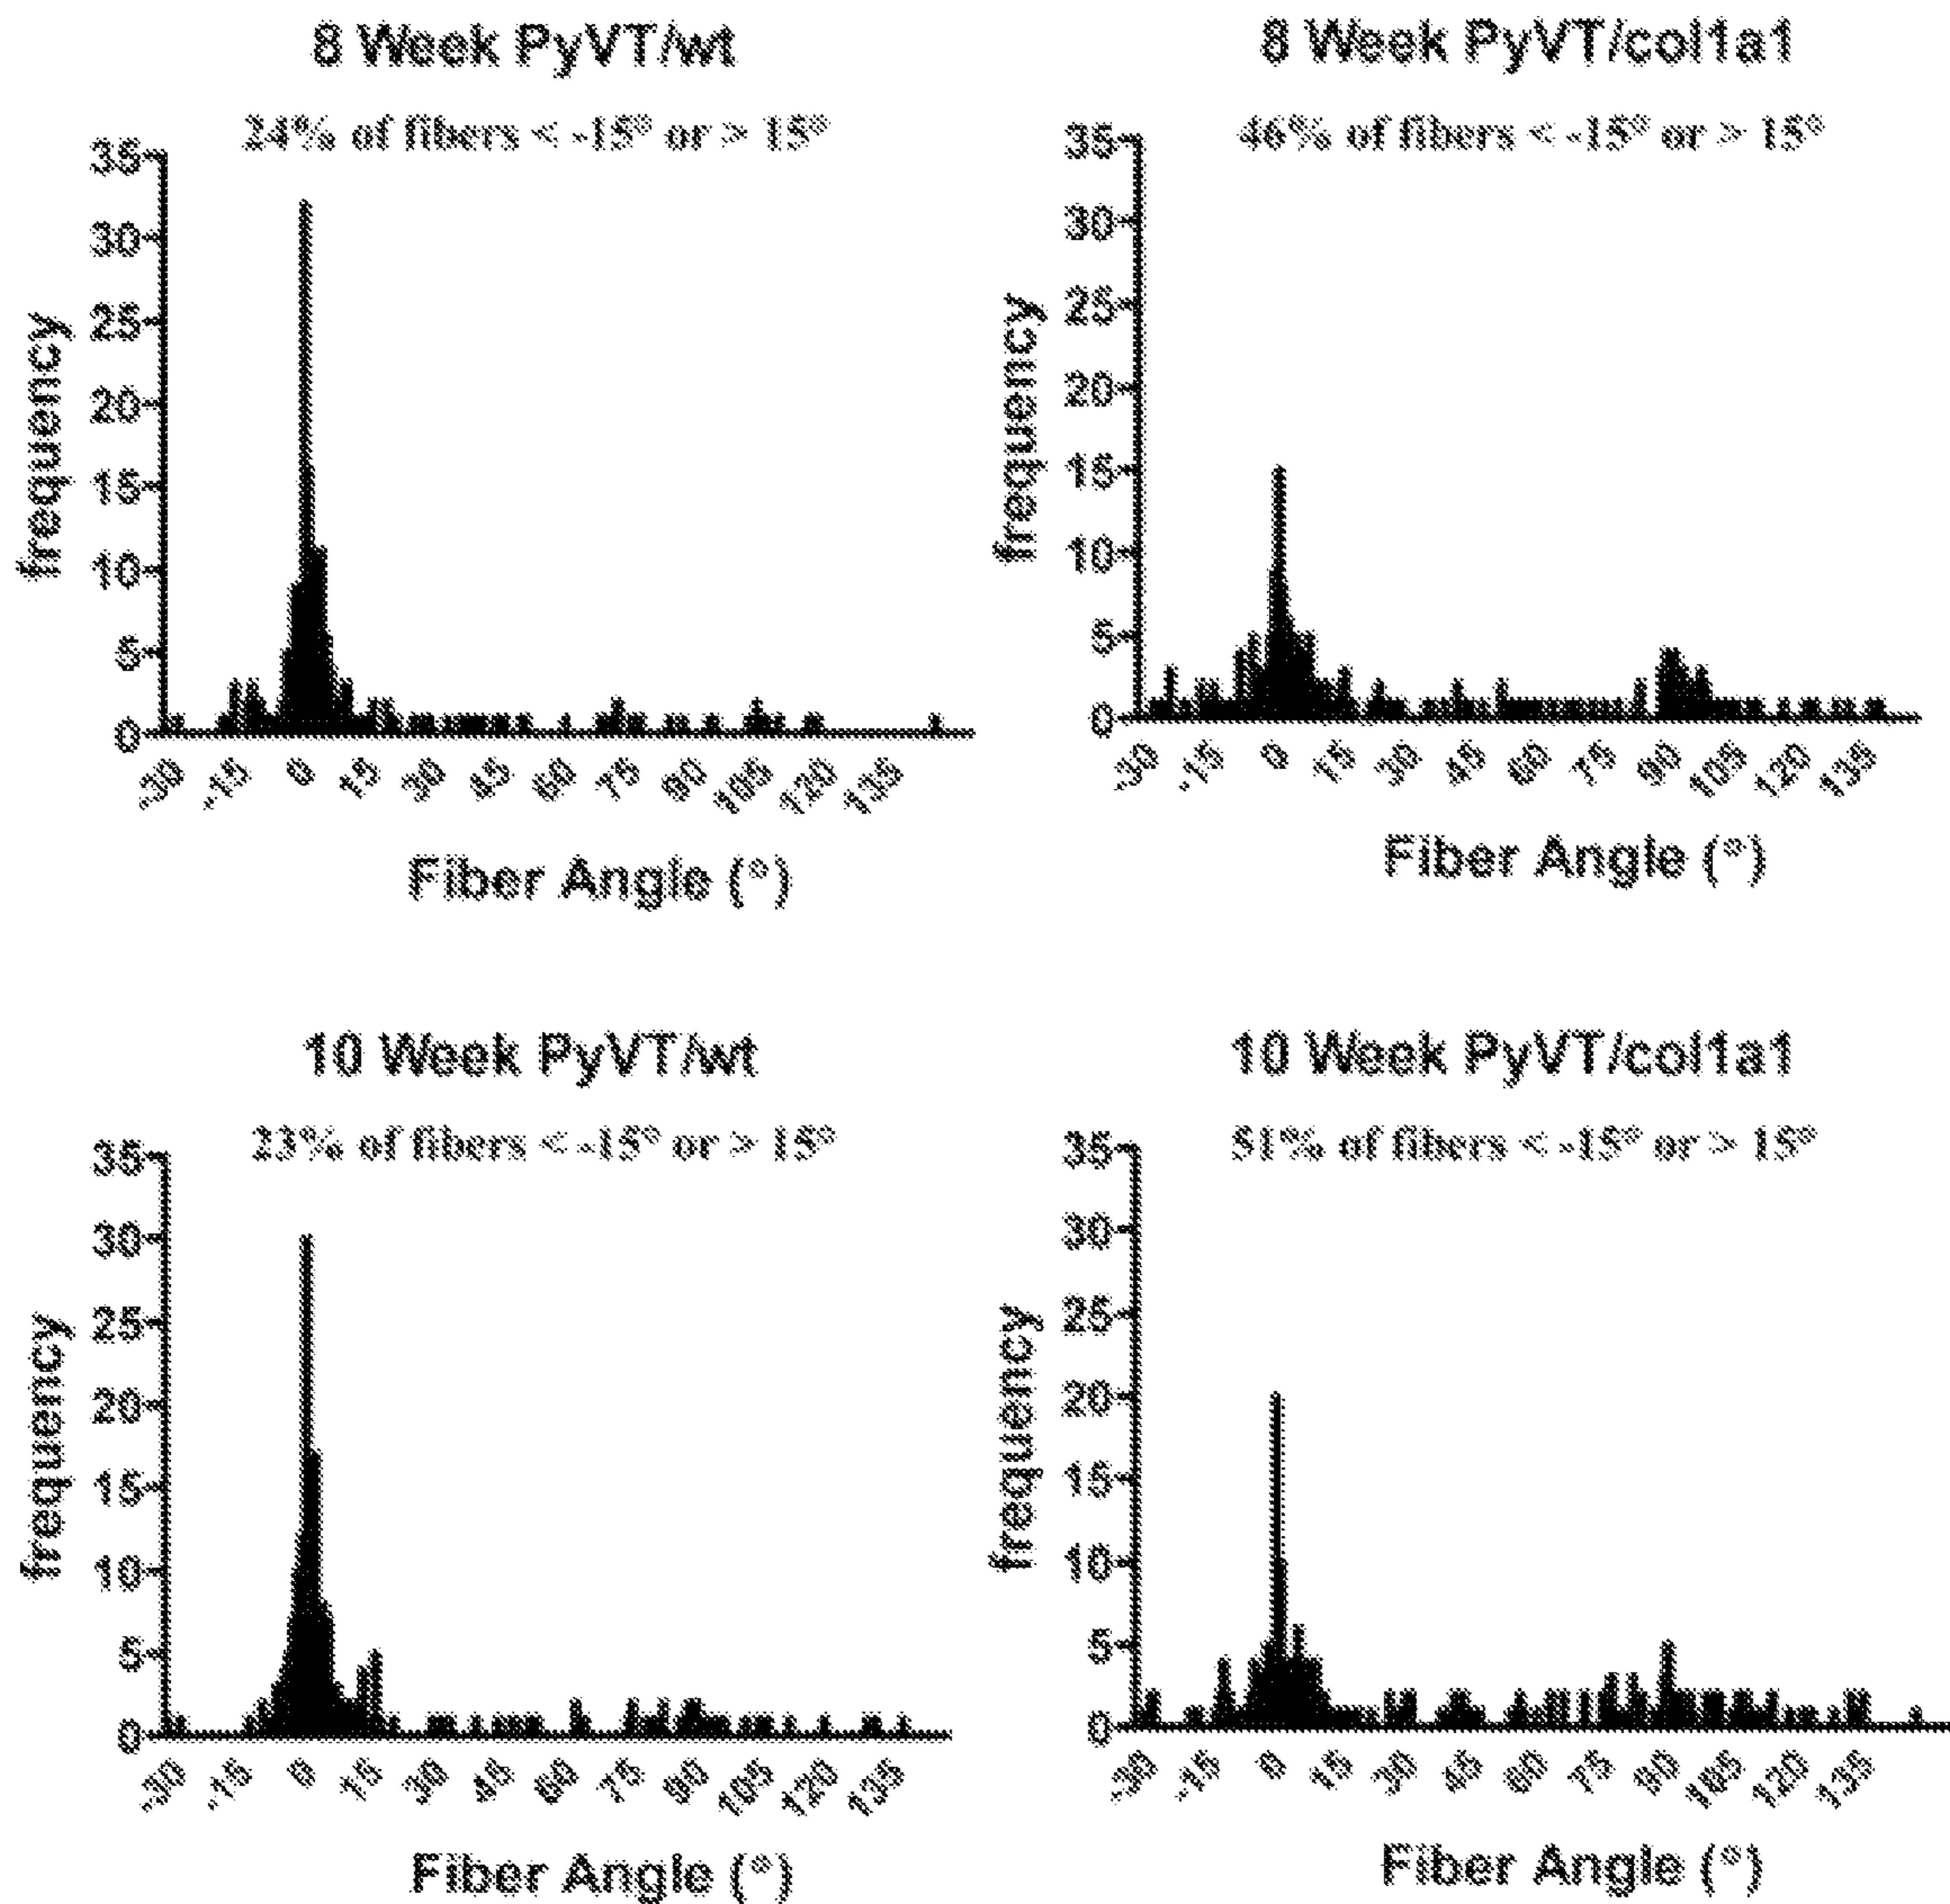 8 Week PyVT/wt
24% of fibers < -15° or > 15°
35
30
25
20
15
10
5
0
frequency
-30 -15 0 15 30 45 60 75 90 105 120 135
Fiber Angle (°)
8 Week PyVT/col1a1
46% of fibers < -15° or > 15°
35
30
25
20
15
10
5
0
frequency
-30 -15 0 15 30 45 60 75 90 105 120 135
Fiber Angle (°)
10 Week PyVT/wt
23% of fibers < -15° or > 15°
35
30
25
20
15
10
5
0
frequency
-30 -15 0 15 30 45 60 75 90 105 120 135
Fiber Angle (°)
10 Week PyVT/col1a1
51% of fibers < -15° or > 15°
35
30
25
20
15
10
5
0
frequency
-30 -15 0 15 30 45 60 75 90 105 120 135
Fiber Angle (°)